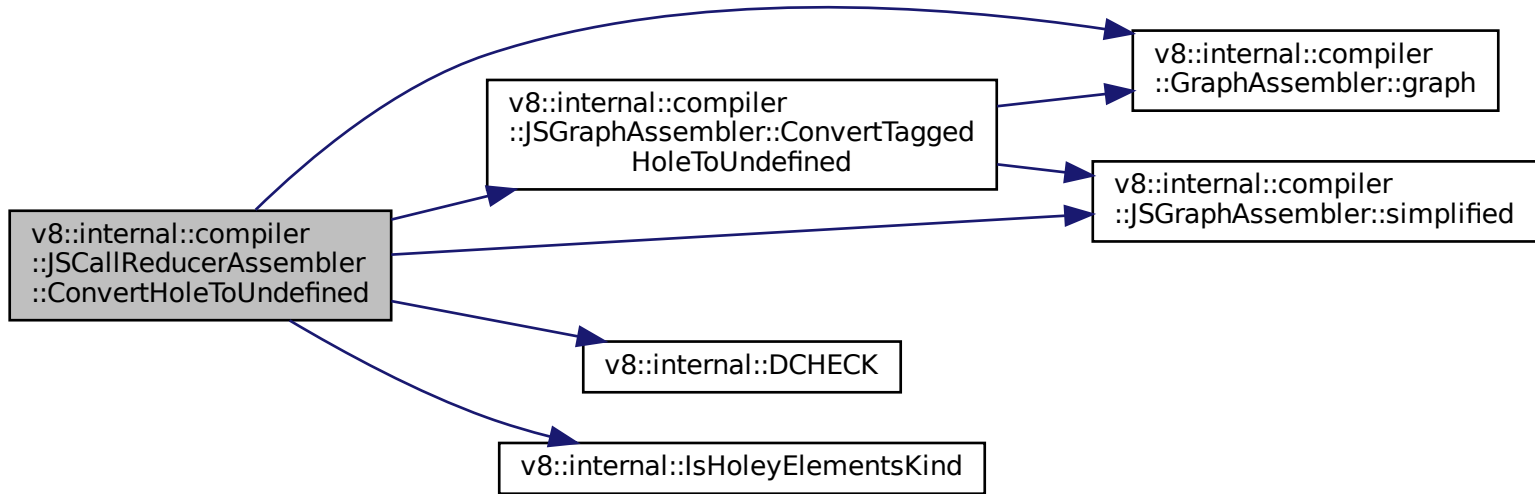 v8::internal::compiler
::JSCallReducerAssembler
::ConvertHoleToUndefined
v8::internal::compiler
::JSGraphAssembler::ConvertTagged
HoleToUndefined
v8::internal::compiler
::GraphAssembler::graph
v8::internal::compiler
::JSGraphAssembler::simplified
v8::internal::DCHECK
v8::internal::IsHoleyElementsKind